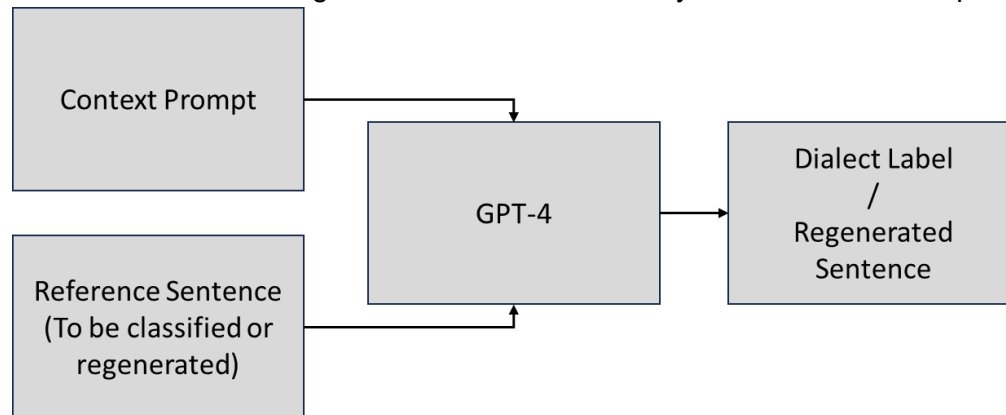 Context Prompt
GPT-4
Dialect Label
/
Regenerated
Sentence
Reference Sentence
(To be classified or
regenerated)